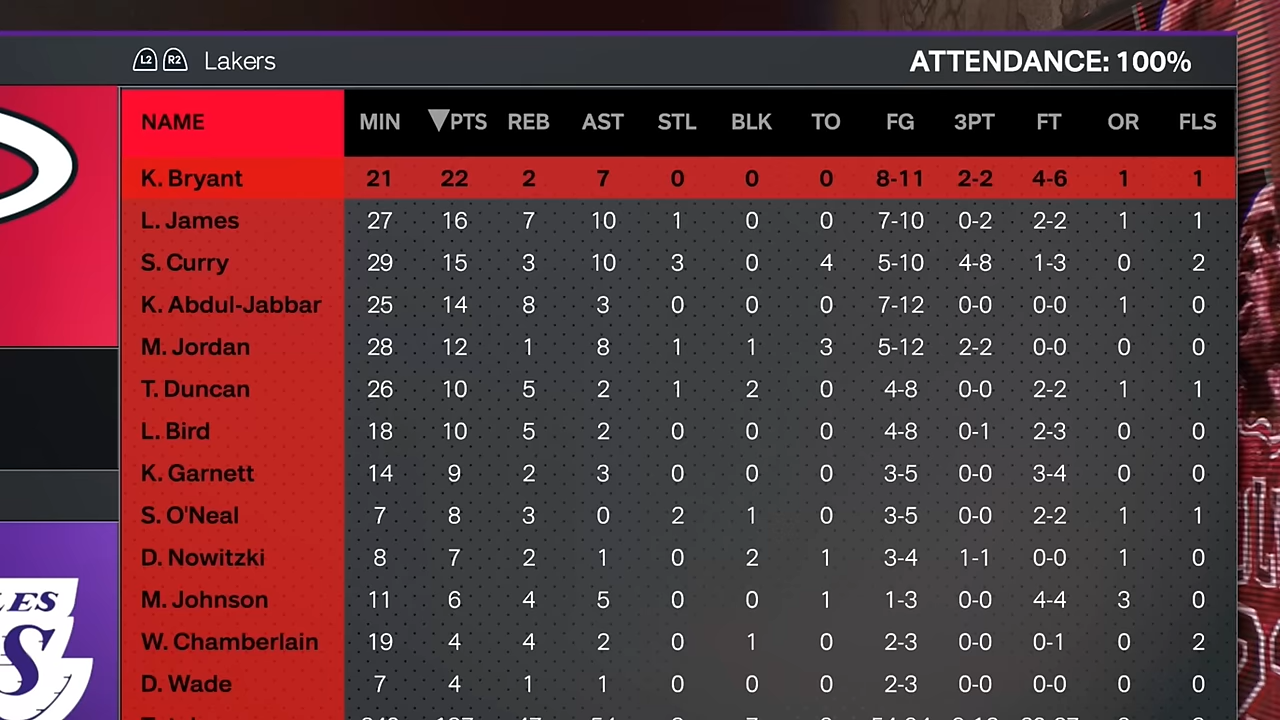 L2 R2 Lakers ATTENDANCE: 100%
NAME MIN ▼PTS REB AST STL BLK TO FG 3PT FT OR FLS
K. Bryant 21 22 2 7 0 0 0 8-11 2-2 4-6 1 1
L. James 27 16 7 10 1 0 0 7-10 0-2 2-2 1 1
S. Curry 29 15 3 10 3 0 4 5-10 4-8 1-3 0 2
K. Abdul-Jabbar 25 14 8 3 0 0 0 7-12 0-0 0-0 1 0
M. Jordan 28 12 1 8 1 1 3 5-12 2-2 0-0 0 0
T. Duncan 26 10 5 2 1 2 0 4-8 0-0 2-2 1 1
L. Bird 18 10 5 2 0 0 0 4-8 0-1 2-3 0 0
K. Garnett 14 9 2 3 0 0 0 3-5 0-0 3-4 0 0
S. O'Neal 7 8 3 0 2 1 0 3-5 0-0 2-2 1 1
D. Nowitzki 8 7 2 1 0 2 1 3-4 1-1 0-0 1 0
M. Johnson 11 6 4 5 0 0 1 1-3 0-0 4-4 3 0
W. Chamberlain 19 4 4 2 0 1 0 2-3 0-0 0-1 0 2
D. Wade 7 4 1 1 0 0 0 2-3 0-0 0-0 0 0